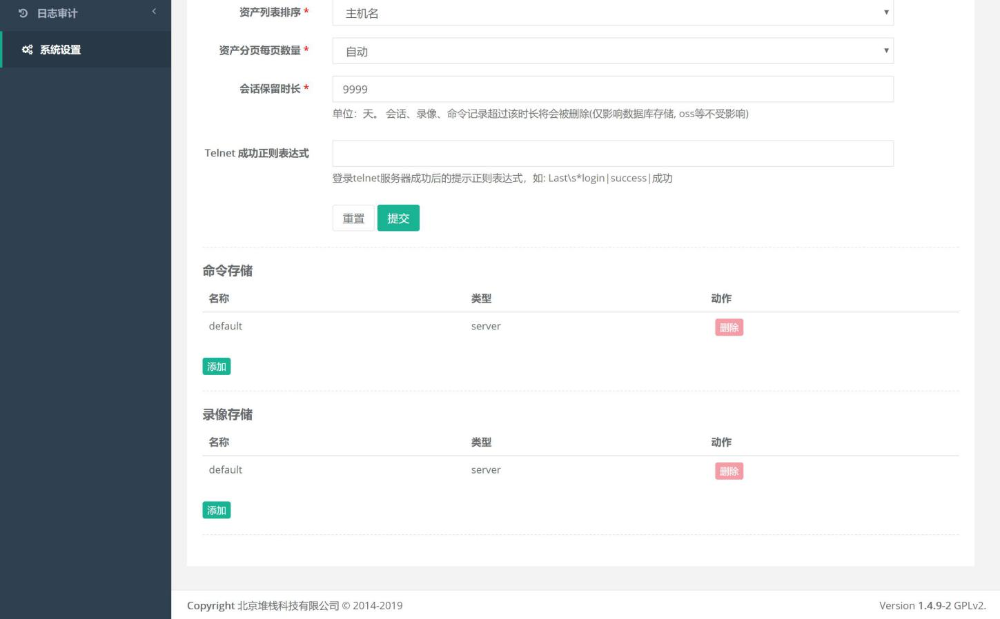 日志审计
系统设置
资产列表排序 *
主机名
资产分页每页数量 *
自动
会话保留时长 *
9999
单位：天。 会话、录像、命令记录超过该时长将会被删除(仅影响数据库存储, oss等不受影响)
Telnet 成功正则表达式
登录telnet服务器成功后的提示正则表达式，如: Last\s*login|success|成功
重置 提交
命令存储
名称 类型 动作
default server 删除
添加
录像存储
名称 类型 动作
default server 删除
添加
Copyright 北京堆栈科技有限公司 © 2014-2019
Version 1.4.9-2 GPLv2.